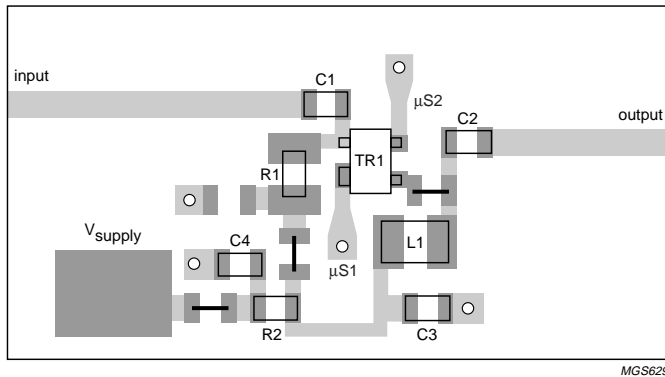 input
C1
μS2
C2
output
TR1
R1
Vsupply
C4
L1
μS1
R2
C3
MGS629